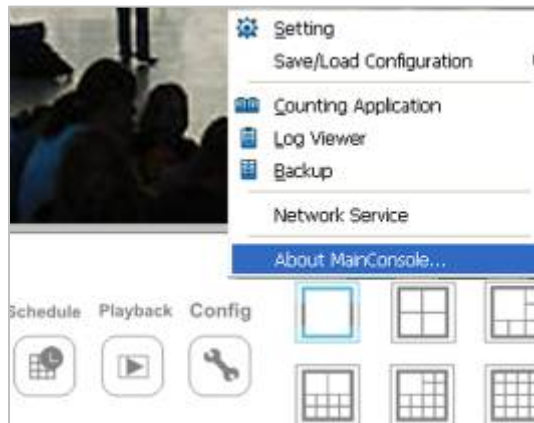 Setting
Save/Load Configuration
Counting Application
Log Viewer
Backup
Network Service
About MainConsole...
Schedule Playback Config